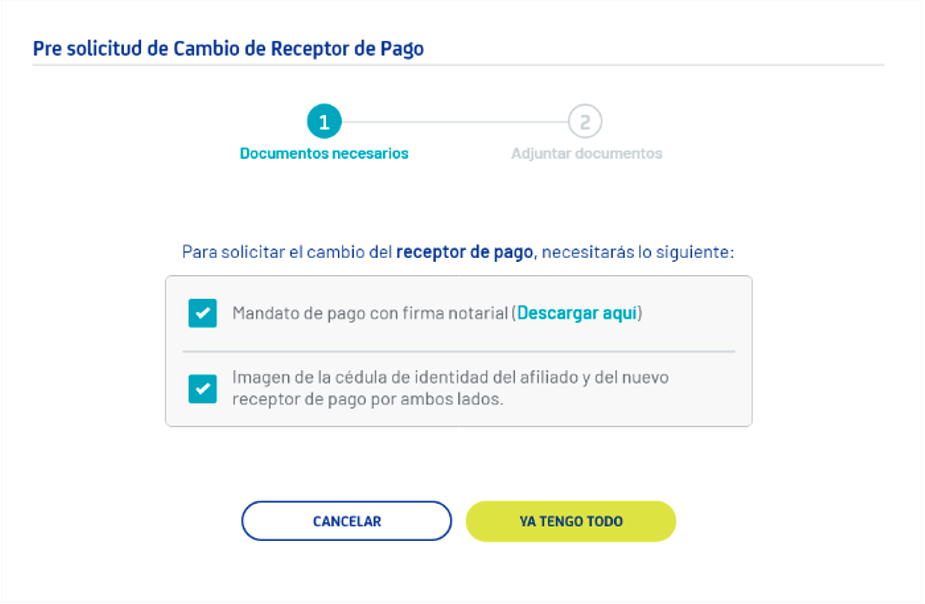 Pre solicitud de Cambio de Receptor de Pago
1
2
Documentos necesarios
Adjuntar documentos
Para solicitar el cambio del receptor de pago, necesitarás lo siguiente:
Mandato de pago con firma notarial (Descargar aquí)
Imagen de la cédula de identidad del afiliado y del nuevo
receptor de pago por ambos lados.
CANCELAR
YA TENGO TODO